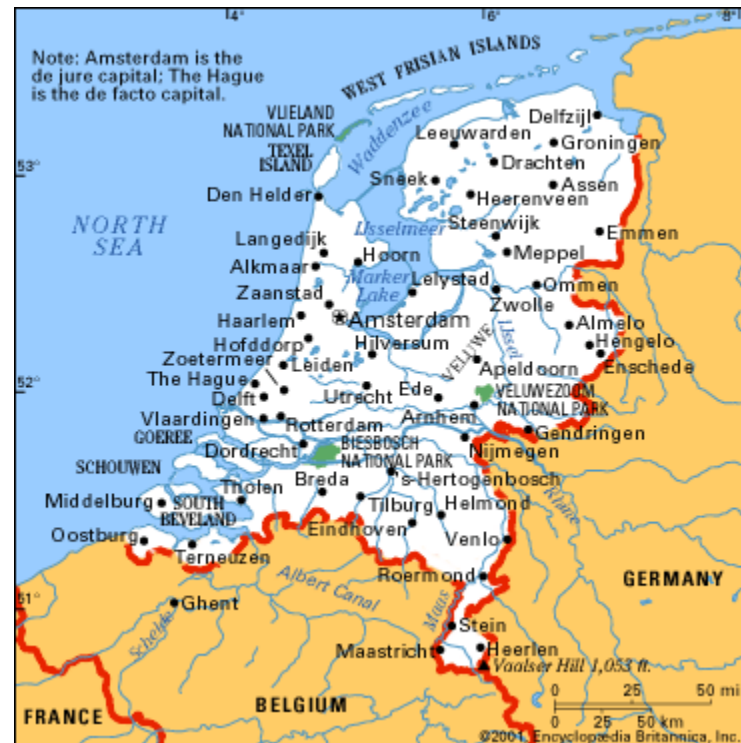 4°
16°
8°
Note: Amsterdam is the
de jure capital; The Hague
is the de facto capital.
WEST FRISIAN ISLANDS
VLIELAND
NATIONAL PARK
TEXEL
ISLAND
Waddenzee
Delfzijl
Leeuwarden
Groningen
Drachten
53°
Sneek
Assen
Den Helder
Heerenveen
NORTH
SEA
IJsselmeer
Steenwijk
Emmen
Langedijk
Hoorn
Meppel
Alkmaar
Marker
Lake
Lelystad
Ommen
Zaanstad
Zwolle
Haarlem
Amsterdam
IJssel
Almelo
Hofddorp
Hilversum
VELUWE
Hengelo
Zoetermeer
Leiden
Apeldoorn
Enschede
The Hague
52°
Utrecht
Ede
VELUWEZOOM
NATIONAL PARK
Delft
Arnhem
Vlaardingen
Rotterdam
Gendringen
GOEREE
Dordrecht
BIESBOSCH
NATIONAL PARK
Nijmegen
SCHOUWEN
's-Hertogenbosch
Tholen
Breda
Rhine
Middelburg
SOUTH
BEVELAND
Tilburg
Helmond
Oostburg
Eindhoven
Venlo
Terneuzen
Roermond
Albert Canal
GERMANY
51°
Ghent
Maas
Schelde
Stein
Maastricht
Heerlen
Vaalser Hill 1,053 ft.
BELGIUM
FRANCE
0 25 50 mi
0 25 50 km
©2001 Encyclopædia Britannica, Inc.